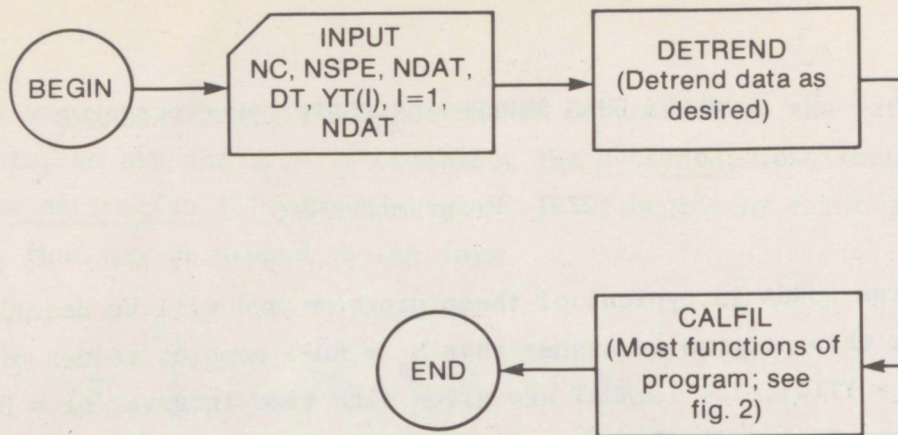 BEGIN
INPUT
NC, NSPE, NDAT,
DT, YT(I), I=1,
NDAT
DETREND
(Detrend data as
desired)
CALFIL
(Most functions of
program; see
fig. 2)
END